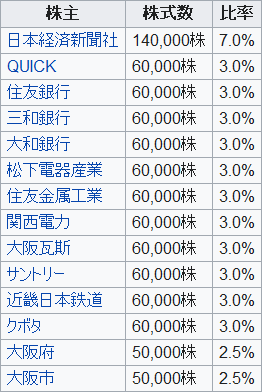 株主 株式数 比率
日本経済新聞社 140,000株 7.0%
QUICK 60,000株 3.0%
住友銀行 60,000株 3.0%
三和銀行 60,000株 3.0%
大和銀行 60,000株 3.0%
松下電器産業 60,000株 3.0%
住友金属工業 60,000株 3.0%
関西電力 60,000株 3.0%
大阪瓦斯 60,000株 3.0%
サントリー 60,000株 3.0%
近畿日本鉄道 60,000株 3.0%
クボタ 60,000株 3.0%
大阪府 50,000株 2.5%
大阪市 50,000株 2.5%